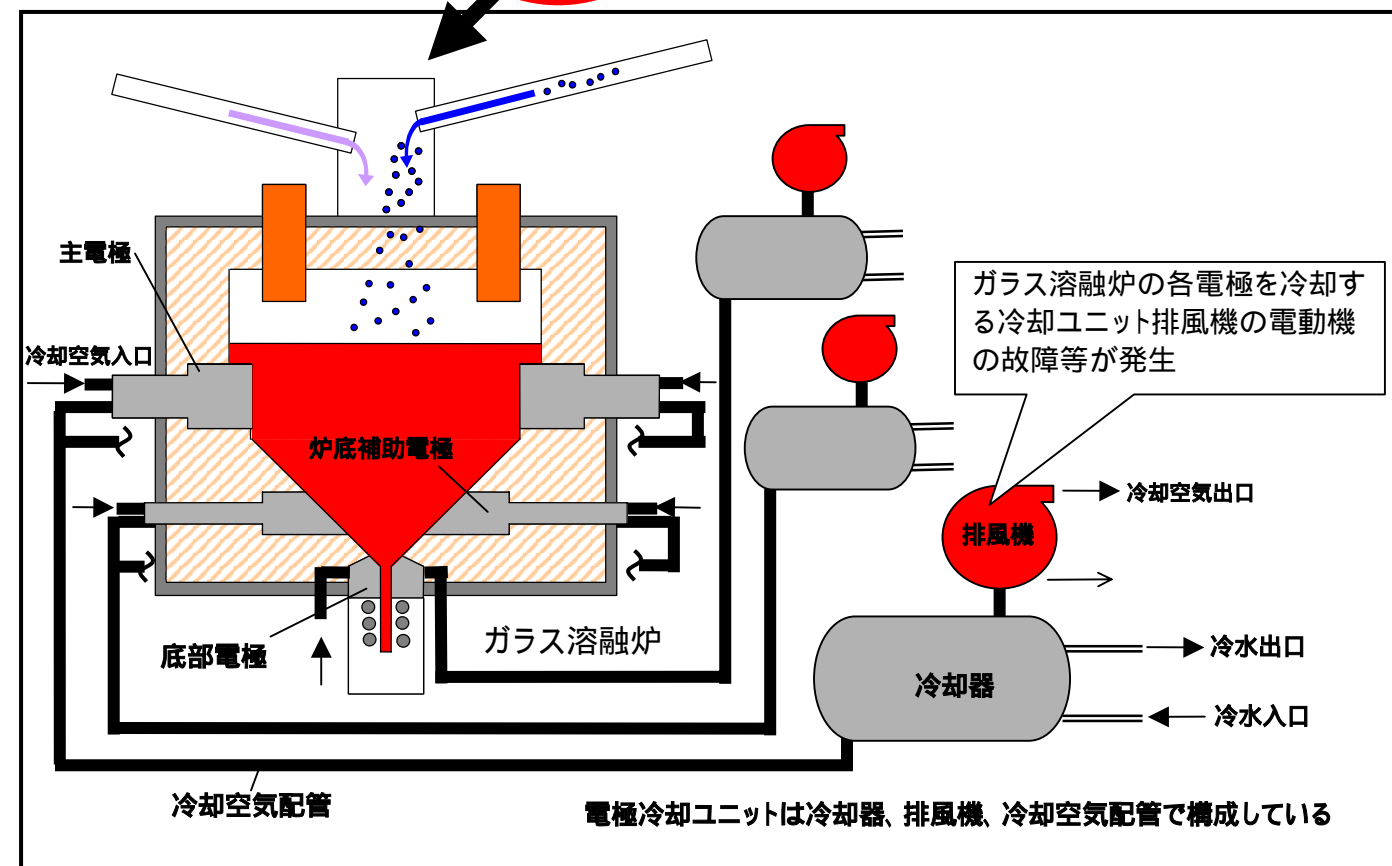 主電極
冷却空気入口
ガラス溶融炉の各電極を冷却す
る冷却ユニット排風機の電動機
の故障等が発生
炉底補助電極
冷却空気出口
排風機
底部電極
ガラス溶融炉
冷水出口
冷却器
冷水入口
冷却空気配管
電極冷却ユニットは冷却器、排風機、冷却空気配管で構成している